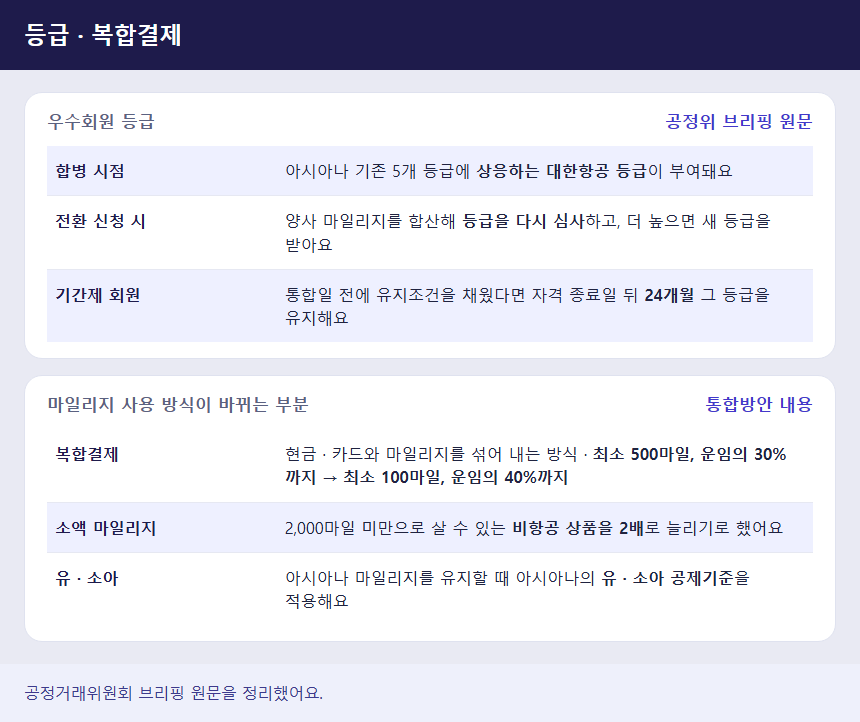 등급 · 복합결제
우수회원 등급
공정위 브리핑 원문
합병 시점
아시아나 기존 5개 등급에 상응하는 대한항공 등급이 부여돼요
전환 신청 시
양사 마일리지를 합산해 등급을 다시 심사하고, 더 높으면 새 등급을
받아요
기간제 회원
통합일 전에 유지조건을 채웠다면 자격 종료일 뒤 24개월 그 등급을
유지해요
마일리지 사용 방식이 바뀌는 부분
통합방안 내용
복합결제
현금 · 카드와 마일리지를 섞어 내는 방식 · 최소 500마일, 운임의 30%
까지 → 최소 100마일, 운임의 40%까지
소액 마일리지
2,000마일 미만으로 살 수 있는 비항공 상품을 2배로 늘리기로 했어요
유 · 소아
아시아나 마일리지를 유지할 때 아시아나의 유 · 소아 공제기준을
적용해요
공정거래위원회 브리핑 원문을 정리했어요.